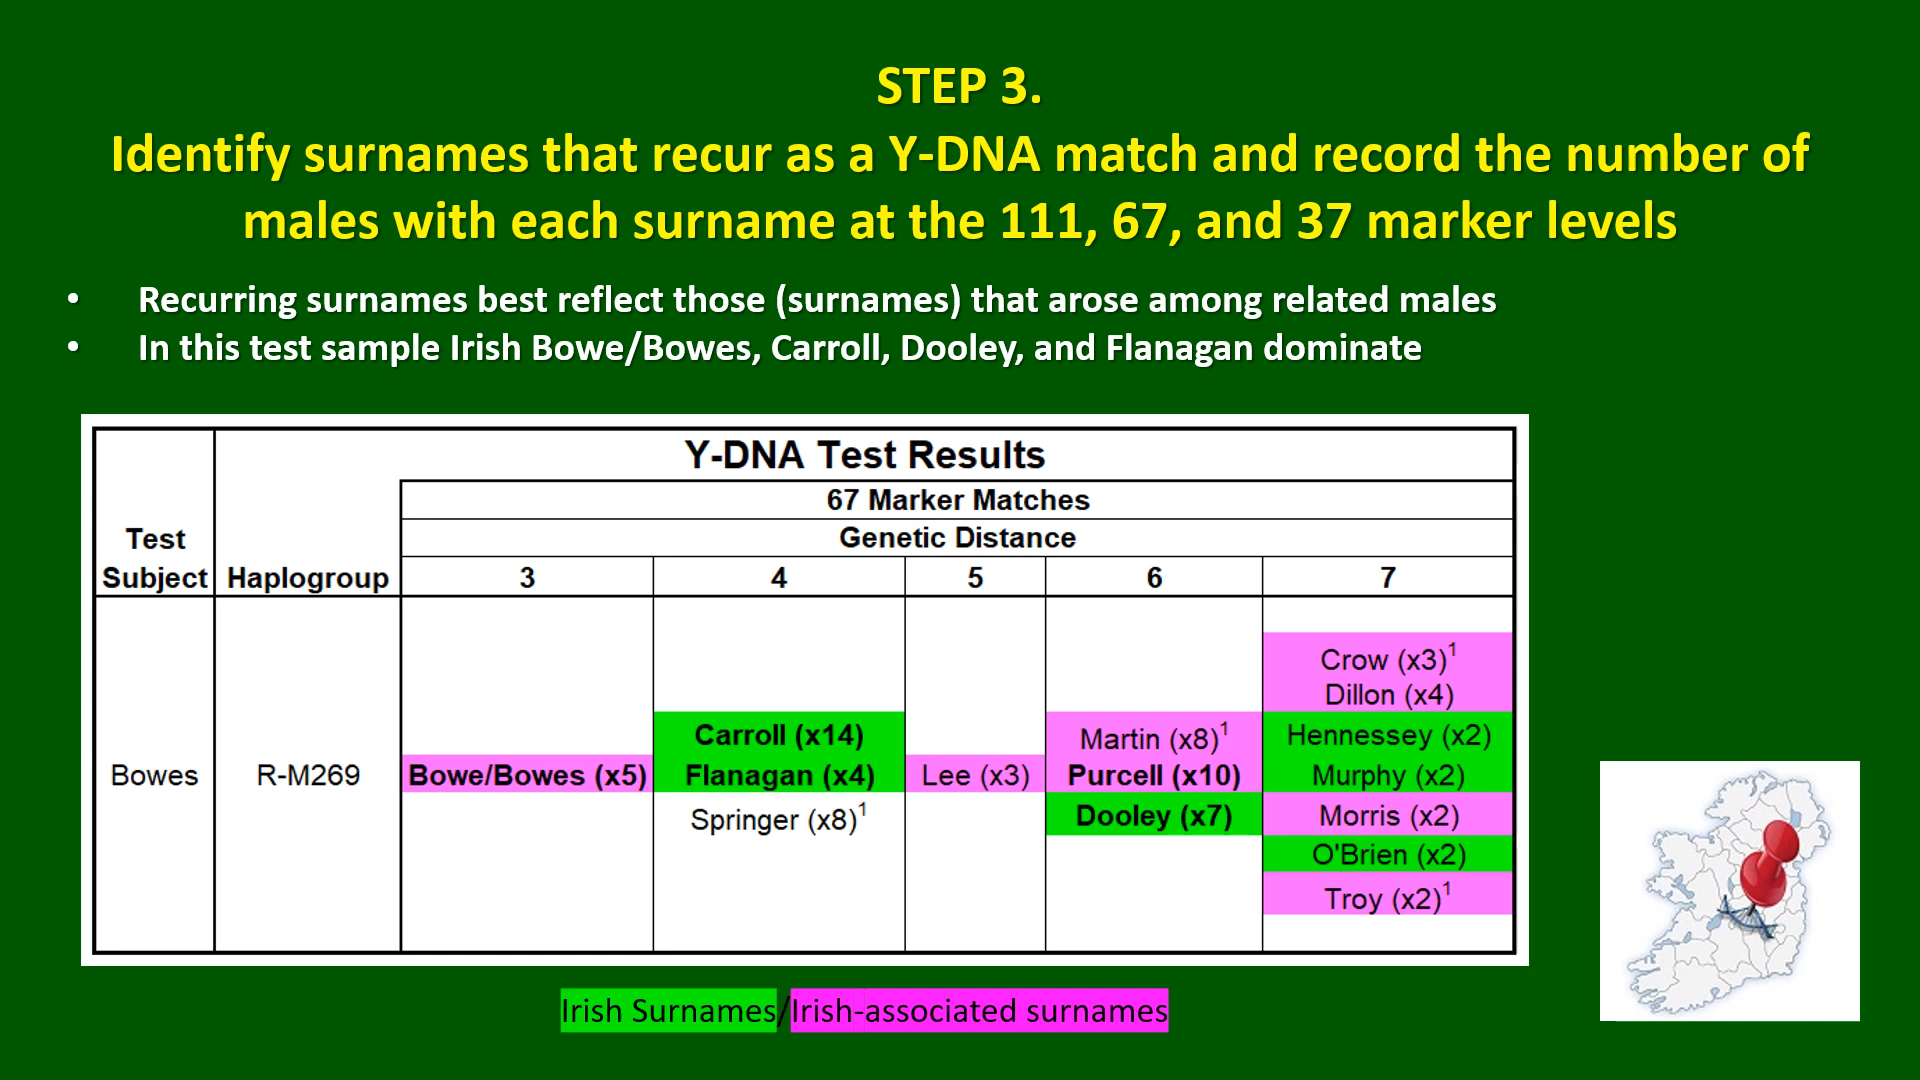 STEP 3.
Identify surnames that recur as a Y-DNA match and record the number of
males with each surname at the 111, 67, and 37 marker levels
• Recurring surnames best reflect those (surnames) that arose among related males
• In this test sample Irish Bowe/Bowes, Carroll, Dooley, and Flanagan dominate
Y-DNA Test Results
67 Marker Matches
Genetic Distance
Test
Subject Haplogroup 3 4 5 6 7
Crow (x3)¹
Dillon (x4)
Carroll (x14) Martin (x8)¹ Hennessey (x2)
Bowes R-M269 Bowe/Bowes (x5) Flanagan (x4) Lee (x3) Purcell (x10) Murphy (x2)
Springer (x8)¹ Dooley (x7) Morris (x2)
O'Brien (x2)
Troy (x2)¹
Irish Surnames/Irish-associated surnames